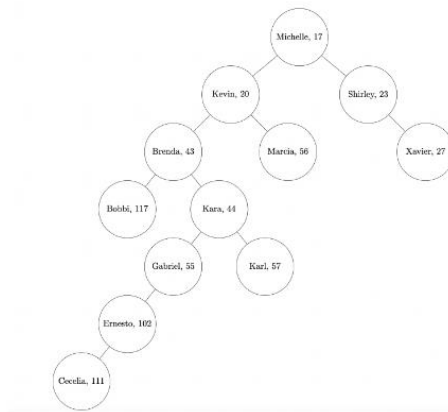 Michelle, 17
Kevin, 20
Shirley, 23
Brenda, 43
Marcia, 56
Xavier, 27
Bobbi, 117
Kara, 44
Gabriel, 55
Karl, 57
Ernesto, 102
Cecelia, 111